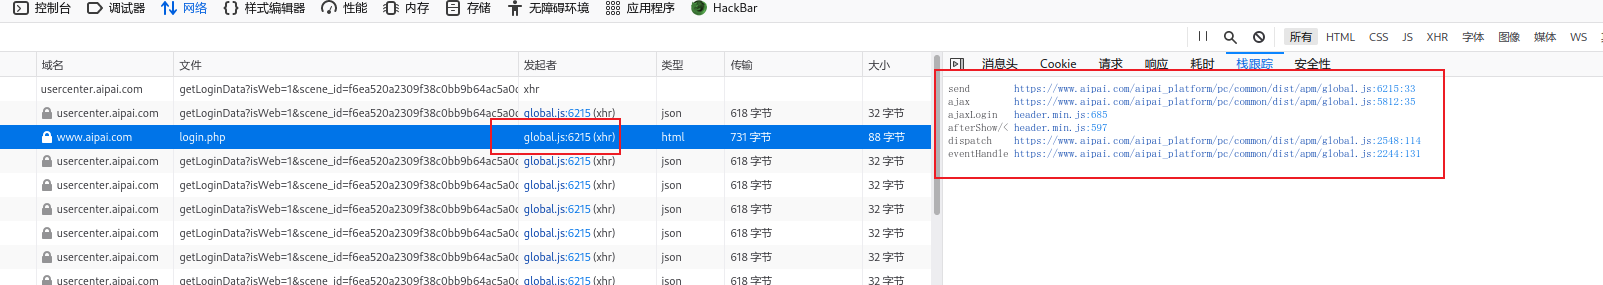 控制台 调试器 网络 样式编辑器 性能 内存 存储 无障碍环境 应用程序 HackBar
所有 HTML CSS JS XHR 字体 图像 媒体 WS
域名 文件 发起者 类型 传输 大小
usercenter.aipai.com getLoginData?isWeb=1&scene_id=f6ea520a2309f38c0bb9b64ac5a0c xhr
usercenter.aipai.com getLoginData?isWeb=1&scene_id=f6ea520a2309f38c0bb9b64ac5a0c global.js:6215 (xhr) json 618 字节 32 字节
www.aipai.com login.php global.js:6215 (xhr) html 731 字节 88 字节
usercenter.aipai.com getLoginData?isWeb=1&scene_id=f6ea520a2309f38c0bb9b64ac5a0c global.js:6215 (xhr) json 618 字节 32 字节
usercenter.aipai.com getLoginData?isWeb=1&scene_id=f6ea520a2309f38c0bb9b64ac5a0c global.js:6215 (xhr) json 618 字节 32 字节
usercenter.aipai.com getLoginData?isWeb=1&scene_id=f6ea520a2309f38c0bb9b64ac5a0c global.js:6215 (xhr) json 618 字节 32 字节
usercenter.aipai.com getLoginData?isWeb=1&scene_id=f6ea520a2309f38c0bb9b64ac5a0c global.js:6215 (xhr) json 618 字节 32 字节
usercenter.aipai.com getLoginData?isWeb=1&scene_id=f6ea520a2309f38c0bb9b64ac5a0c global.js:6215 (xhr) json 618 字节 32 字节
usercenter.aipai.com getLoginData?isWeb=1&scene_id=f6ea520a2309f38c0bb9b64ac5a0c global.js:6215 (xhr) json 618 字节 32 字节
消息头 Cookie 请求 响应 耗时 栈跟踪 安全性
send https://www.aipai.com/aipai_platform/pc/common/dist/apm/global.js:6215:33
ajax https://www.aipai.com/aipai_platform/pc/common/dist/apm/global.js:5812:35
ajaxLogin header.min.js:685
afterShow/< header.min.js:597
dispatch https://www.aipai.com/aipai_platform/pc/common/dist/apm/global.js:2548:114
eventHandle https://www.aipai.com/aipai_platform/pc/common/dist/apm/global.js:2244:131